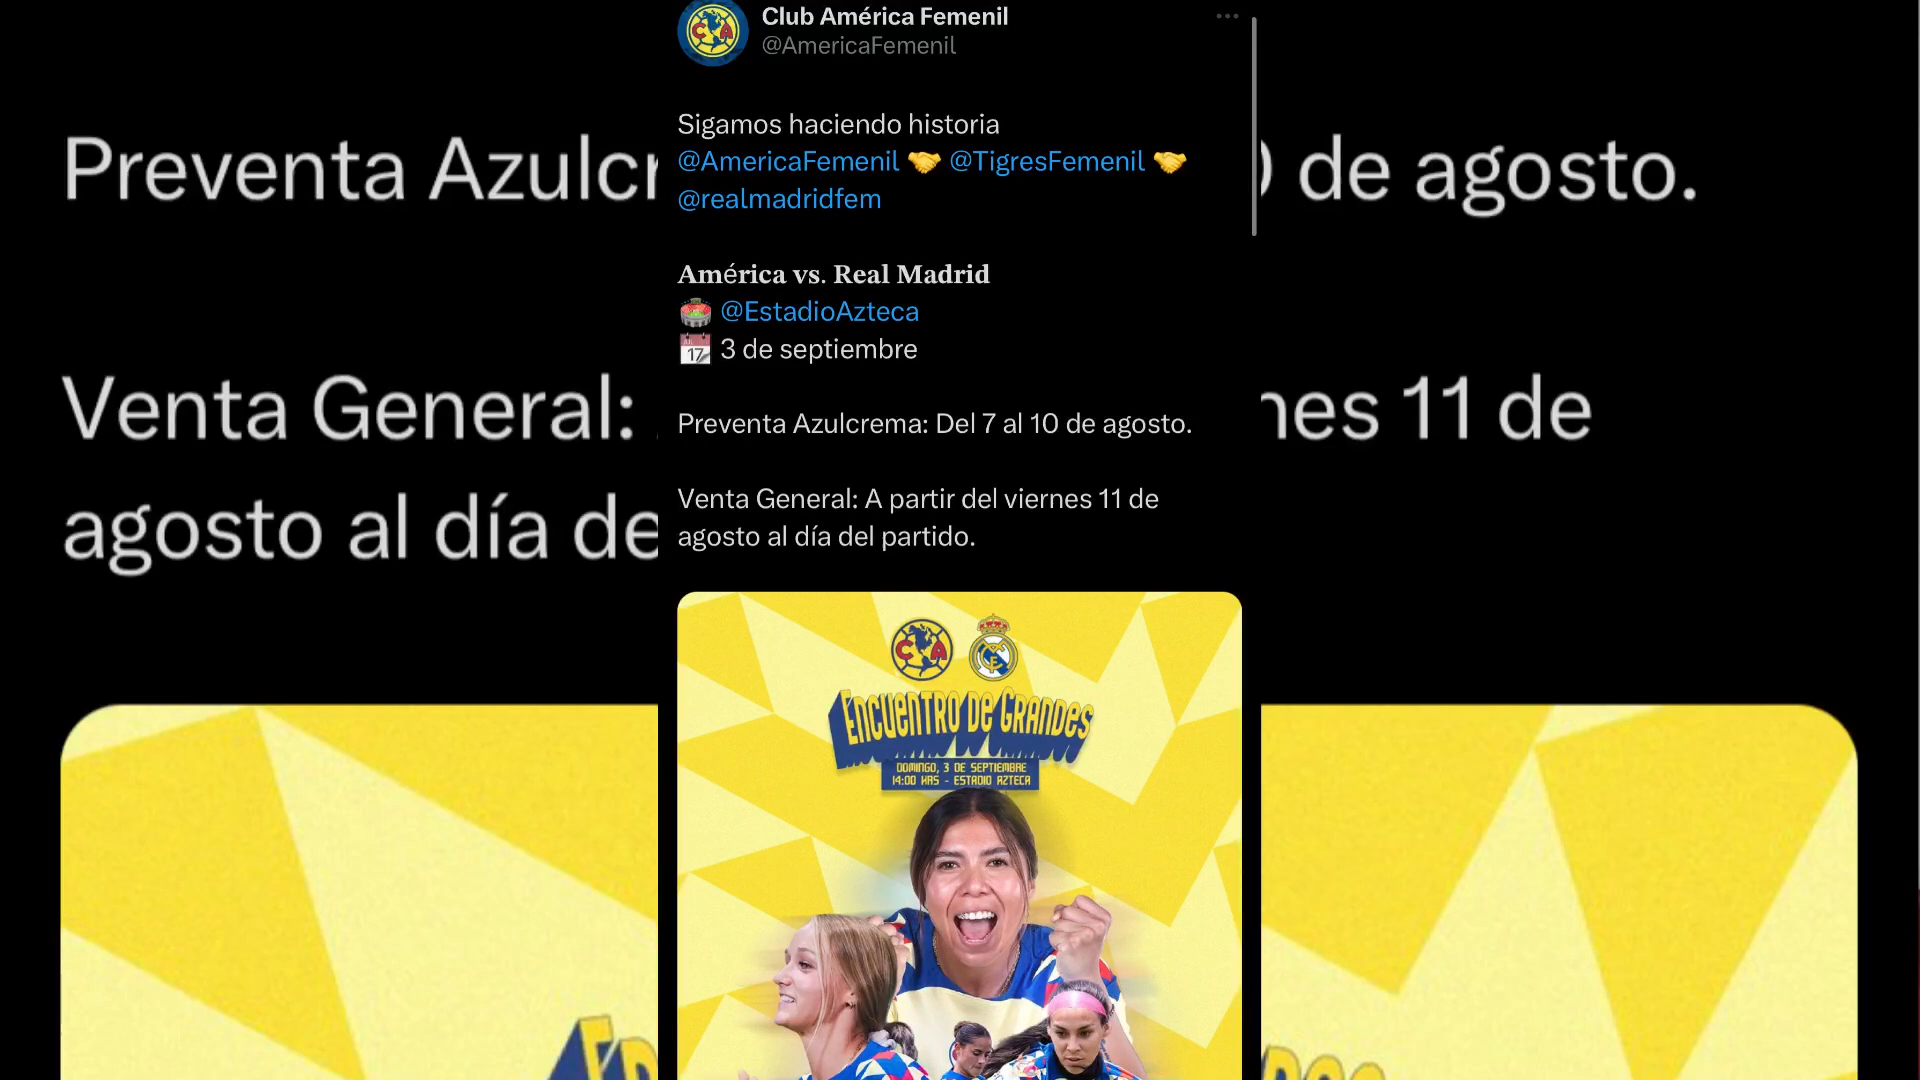 Club América Femenil
@AmericaFemenil
Sigamos haciendo historia
@AmericaFemenil 🤝 @TigresFemenil 🤝
@realmadridfem
América vs. Real Madrid
🏟️ @EstadioAzteca
📆 3 de septiembre
Preventa Azulcrema: Del 7 al 10 de agosto.
Venta General: A partir del viernes 11 de
agosto al día del partido.
CA
ENCUENTRO DE GRANDES
DOMINGO, 3 DE SEPTIEMBRE
14:00 HRS - ESTADIO AZTECA
Preventa Azulcr
de agosto.
Venta General:
nes 11 de
agosto al día de